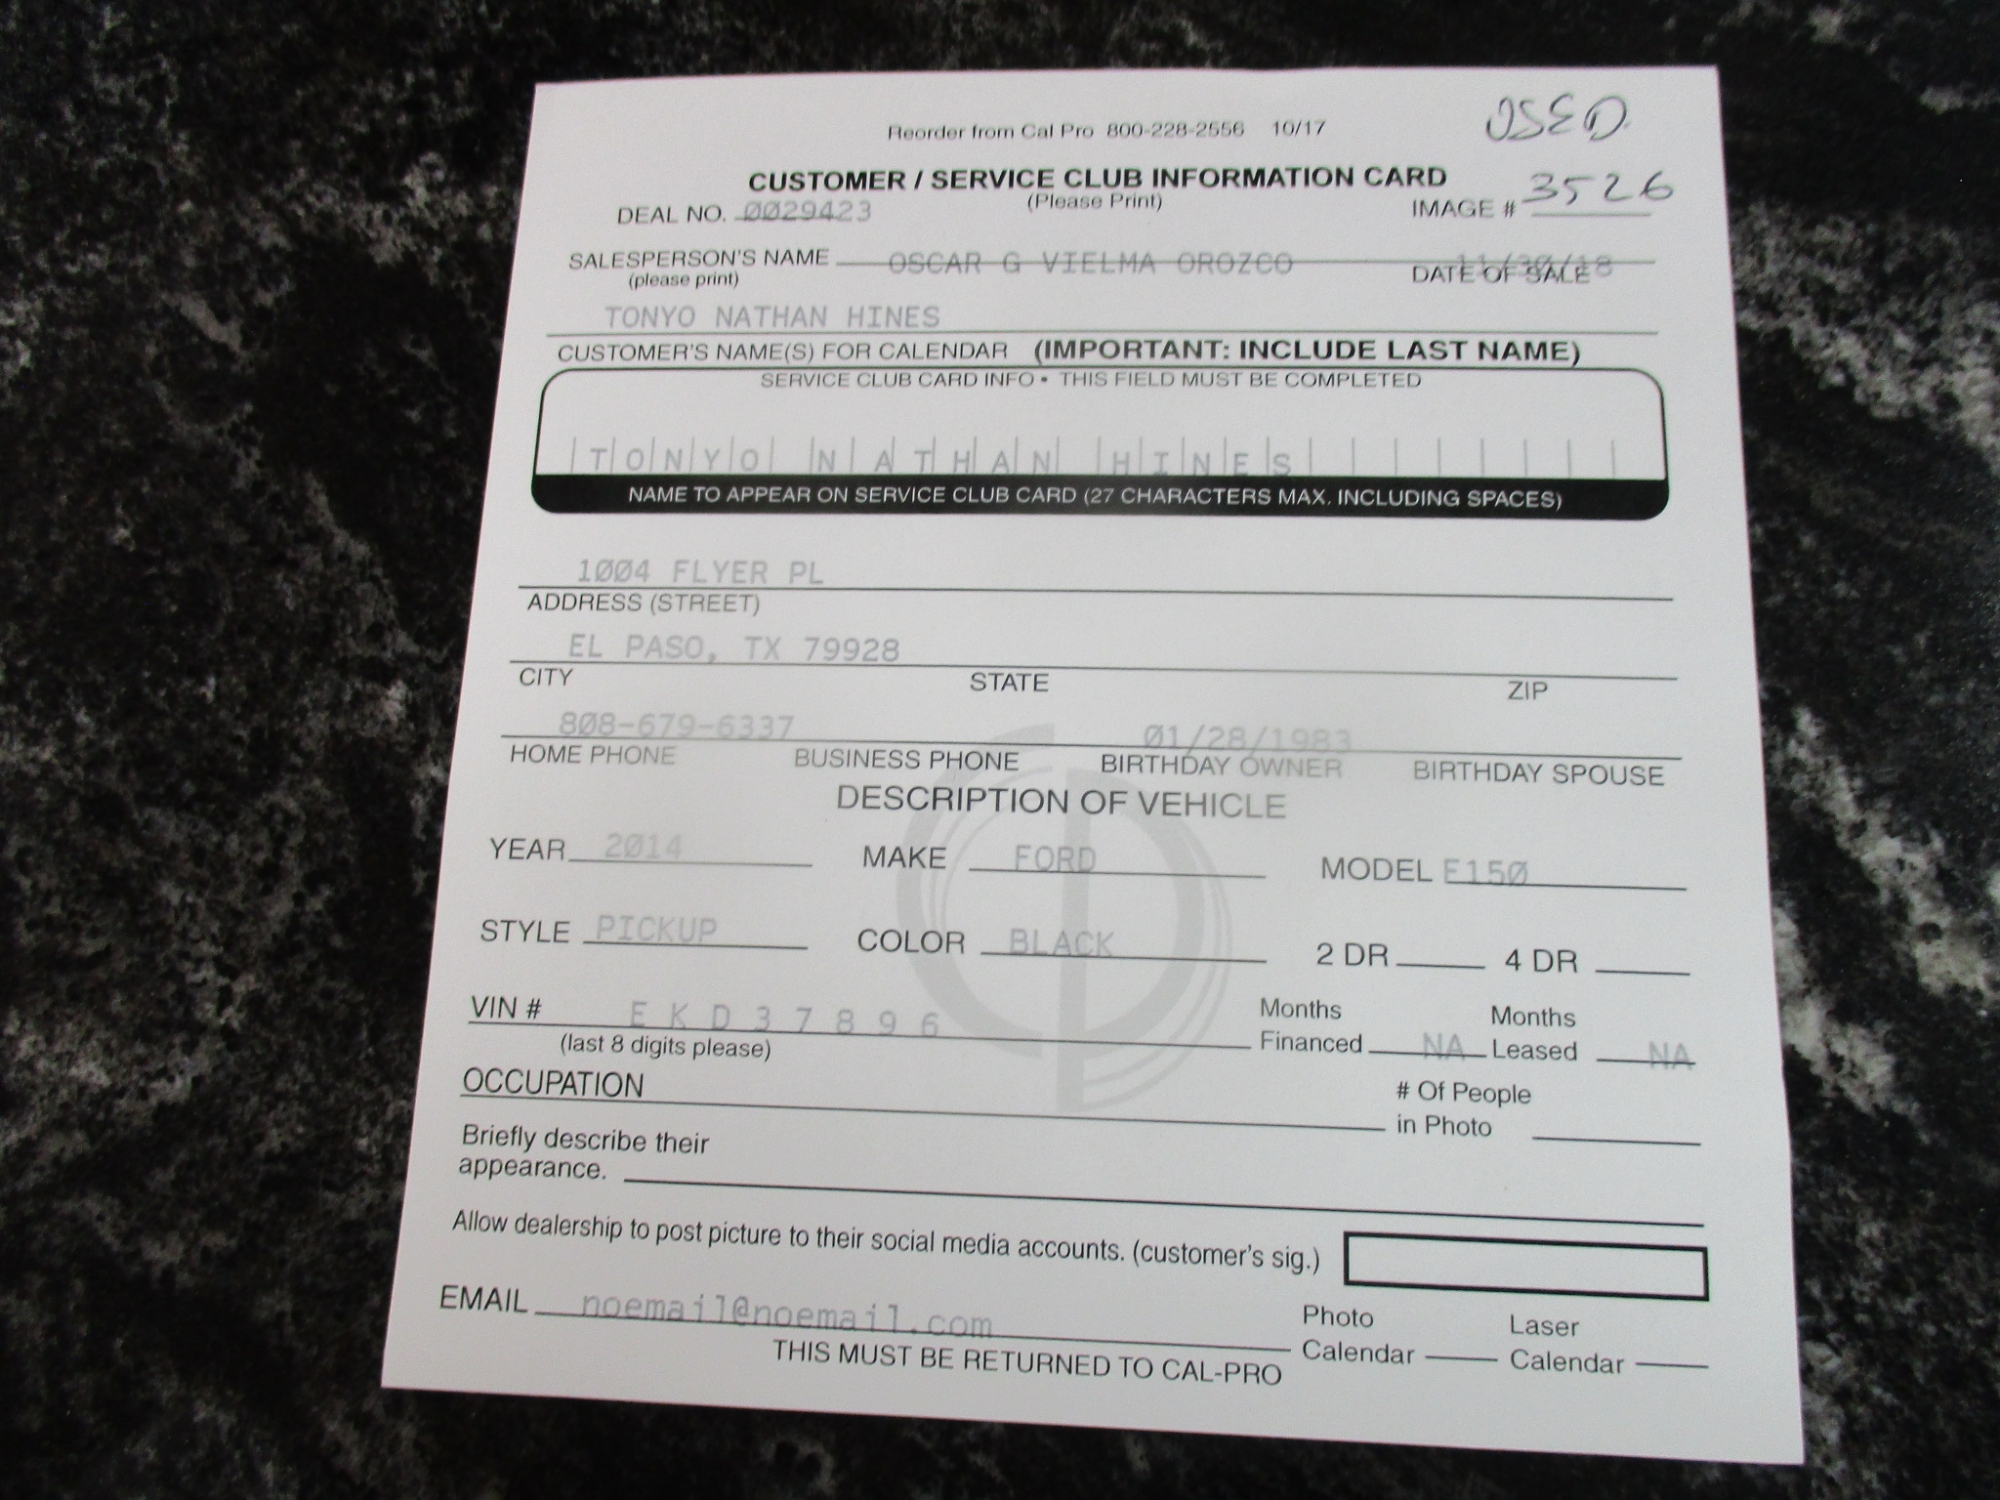 Reorder from Cal Pro 800-228-2556 10/17
USED
CUSTOMER / SERVICE CLUB INFORMATION CARD
(Please Print)
DEAL NO. 0029423
IMAGE # 3526
SALESPERSON'S NAME OSCAR G VIELMA OROZCO
(please print)
DATE OF SALE 11/30/18
TONYO NATHAN HINES
CUSTOMER'S NAME(S) FOR CALENDAR (IMPORTANT: INCLUDE LAST NAME)
SERVICE CLUB CARD INFO • THIS FIELD MUST BE COMPLETED
TONYO NATHAN HINES
NAME TO APPEAR ON SERVICE CLUB CARD (27 CHARACTERS MAX. INCLUDING SPACES)
1004 FLYER PL
ADDRESS (STREET)
EL PASO, TX 79928
CITY STATE ZIP
808-679-6337 01/28/1983
HOME PHONE BUSINESS PHONE BIRTHDAY OWNER BIRTHDAY SPOUSE
DESCRIPTION OF VEHICLE
YEAR 2014 MAKE FORD MODEL F150
STYLE PICKUP COLOR BLACK 2 DR 4 DR
VIN # EKD37896
(last 8 digits please)
Months Financed NA Months Leased NA
OCCUPATION
# Of People in Photo
Briefly describe their
appearance.
Allow dealership to post picture to their social media accounts. (customer's sig.)
EMAIL noemail@noemail.com
Photo Calendar Laser Calendar
THIS MUST BE RETURNED TO CAL-PRO